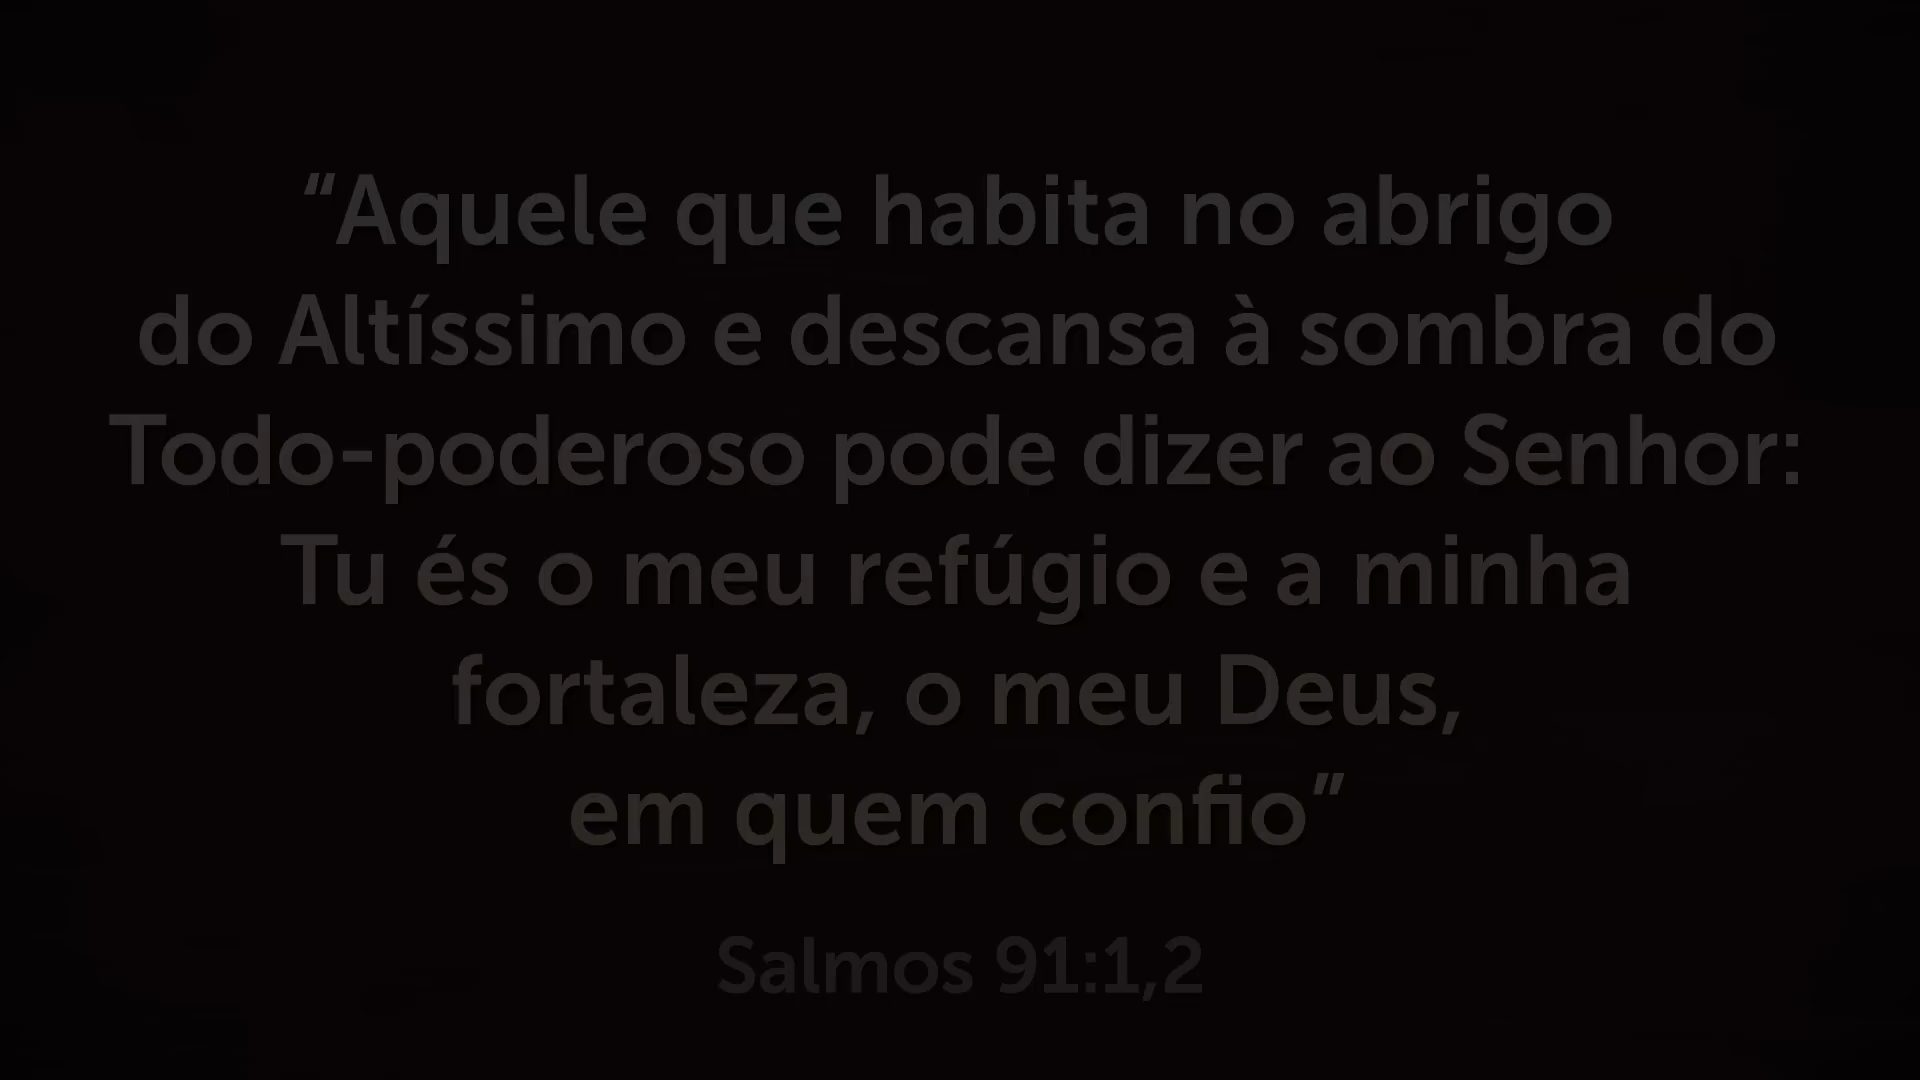 “Aquele que habita no abrigo
do Altíssimo e descansa à sombra do
Todo-poderoso pode dizer ao Senhor:
Tu és o meu refúgio e a minha
fortaleza, o meu Deus,
em quem confio”
Salmos 91:1,2